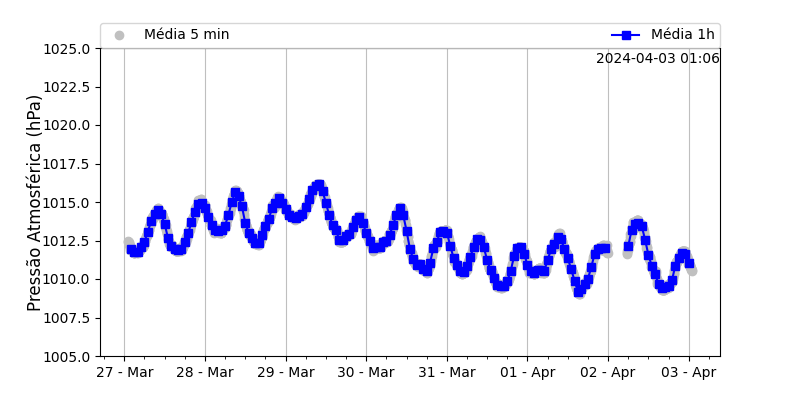 Média 5 min
Média 1h
2024-04-03 01:06
Pressão Atmosférica (hPa)
1025.0
1022.5
1020.0
1017.5
1015.0
1012.5
1010.0
1007.5
1005.0
27 - Mar
28 - Mar
29 - Mar
30 - Mar
31 - Mar
01 - Apr
02 - Apr
03 - Apr